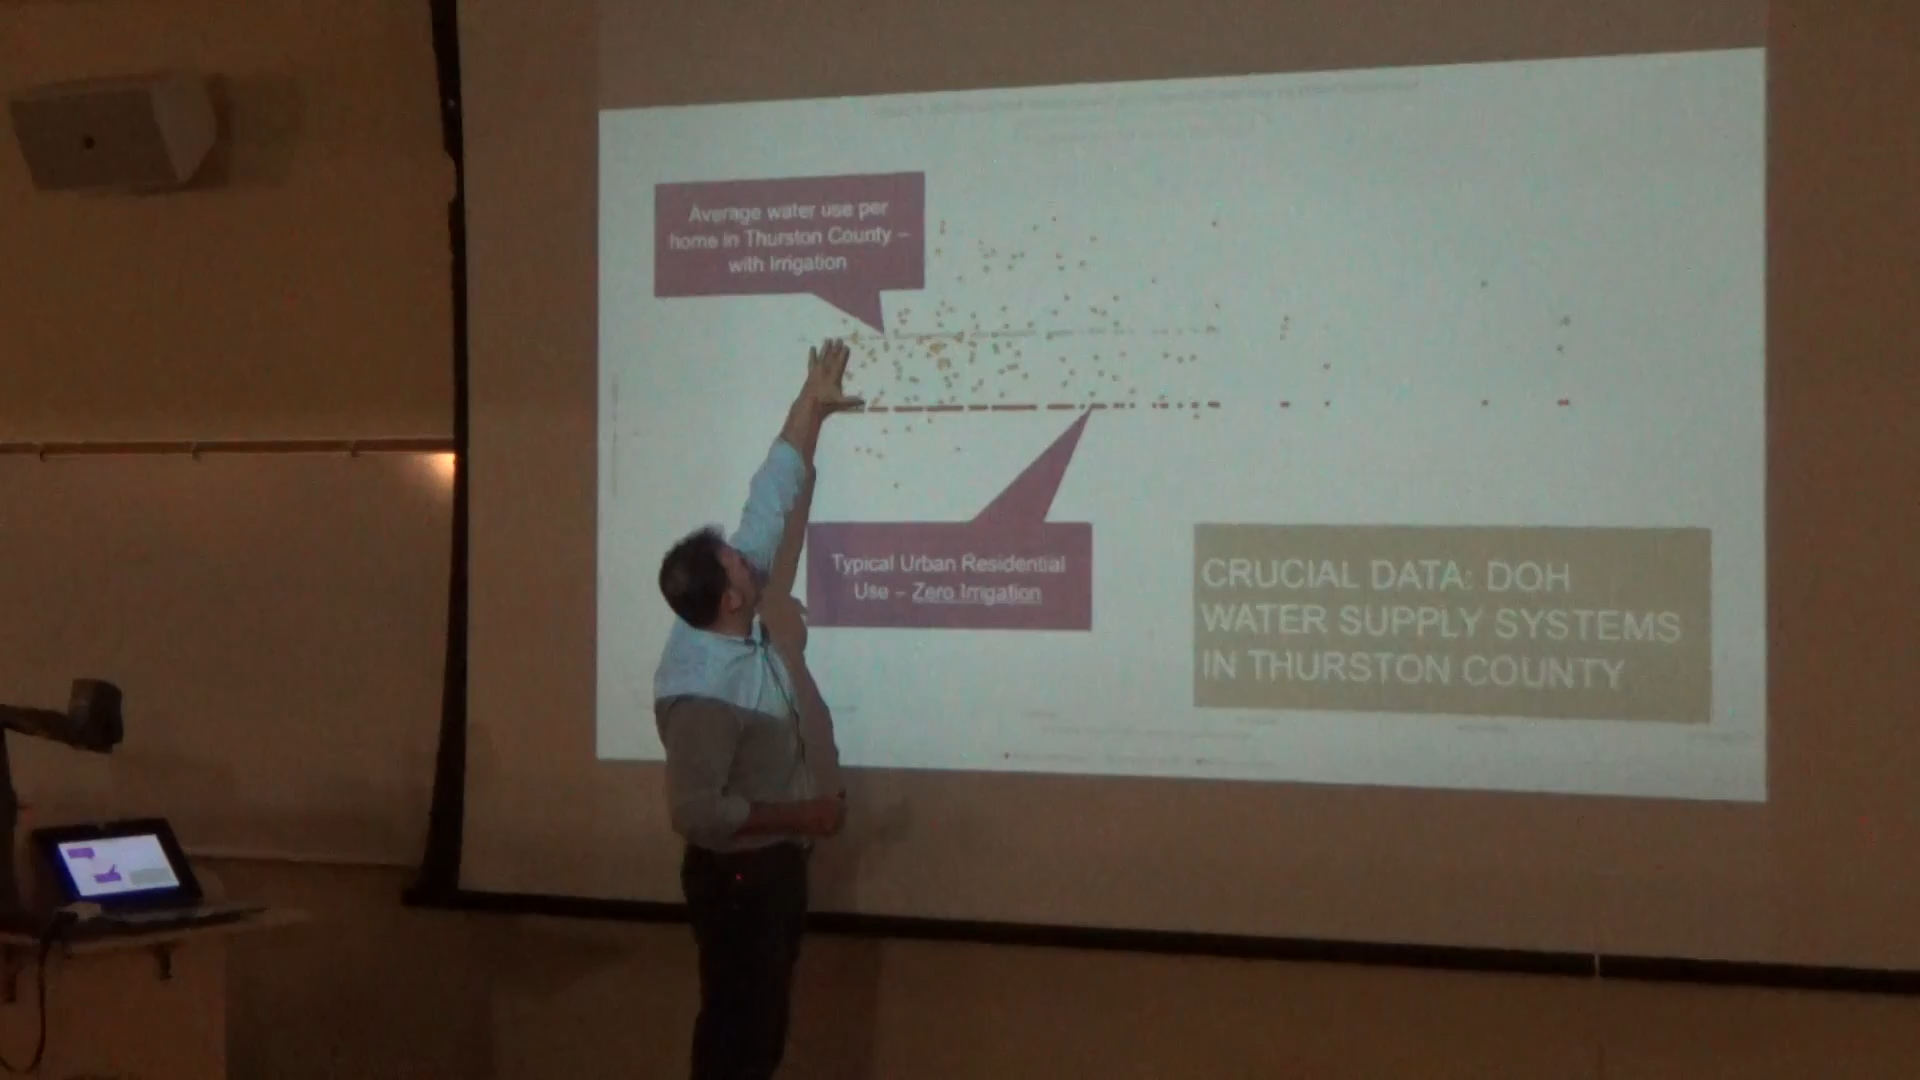 Average water use per
home in Thurston County –
with Irrigation
Typical Urban Residential
Use – Zero Irrigation
CRUCIAL DATA: DOH
WATER SUPPLY SYSTEMS
IN THURSTON COUNTY